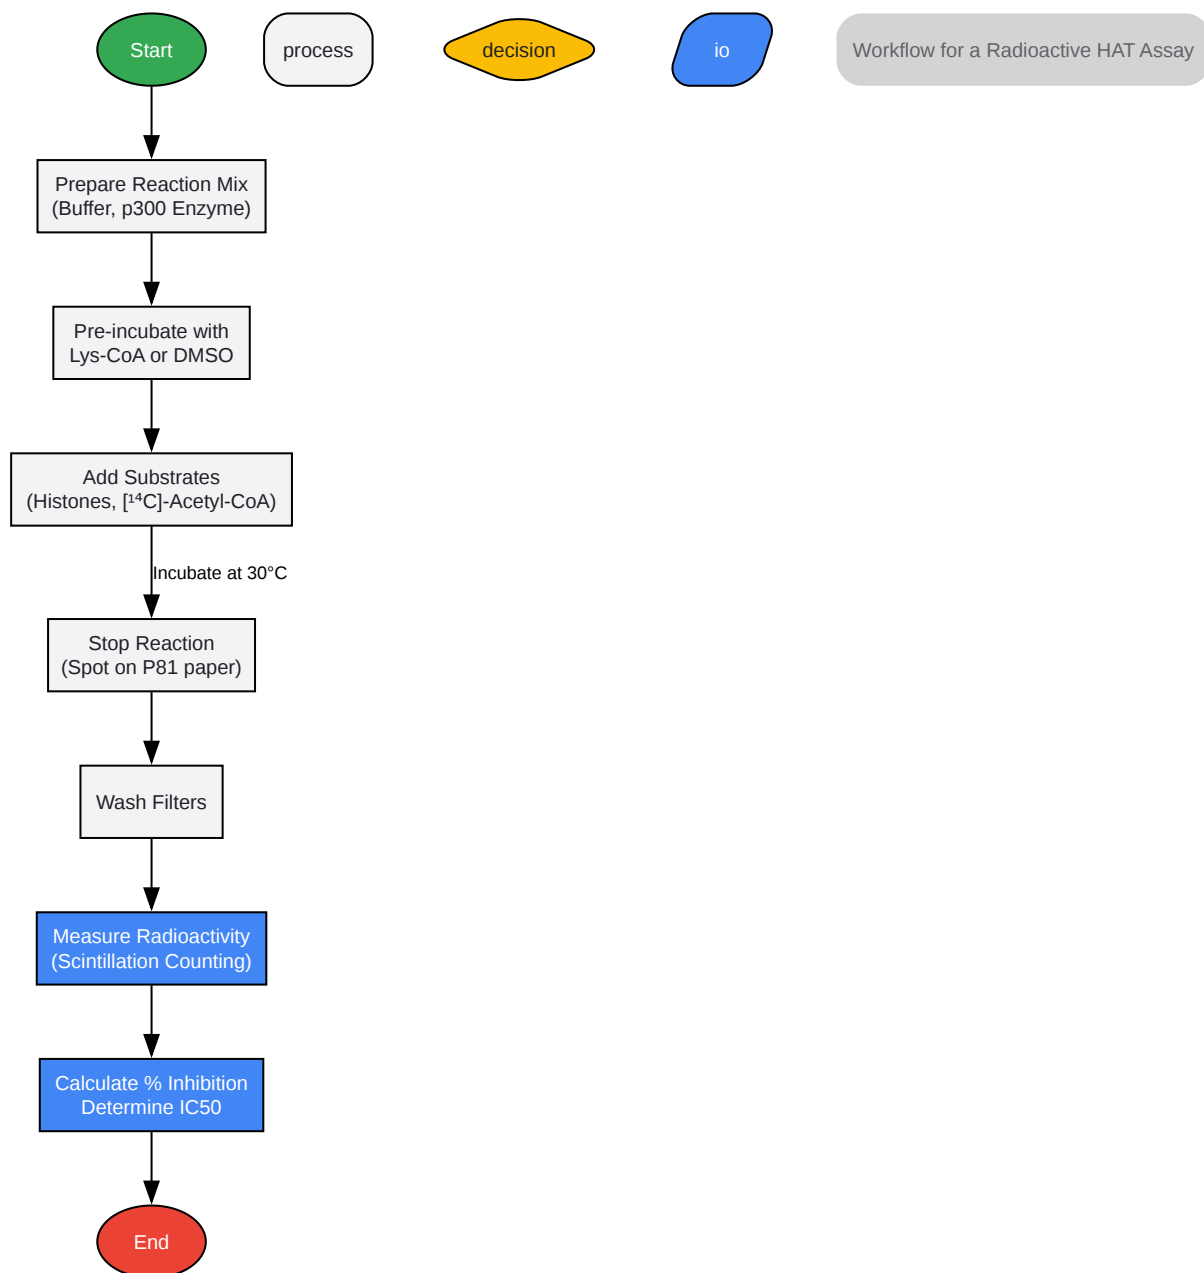 Start
process
decision
io
Workflow for a Radioactive HAT Assay
Prepare Reaction Mix
(Buffer, p300 Enzyme)
Pre-incubate with
Lys-CoA or DMSO
Add Substrates
(Histones, [¹⁴C]-Acetyl-CoA)
Incubate at 30°C
Stop Reaction
(Spot on P81 paper)
Wash Filters
Measure Radioactivity
(Scintillation Counting)
Calculate % Inhibition
Determine IC50
End